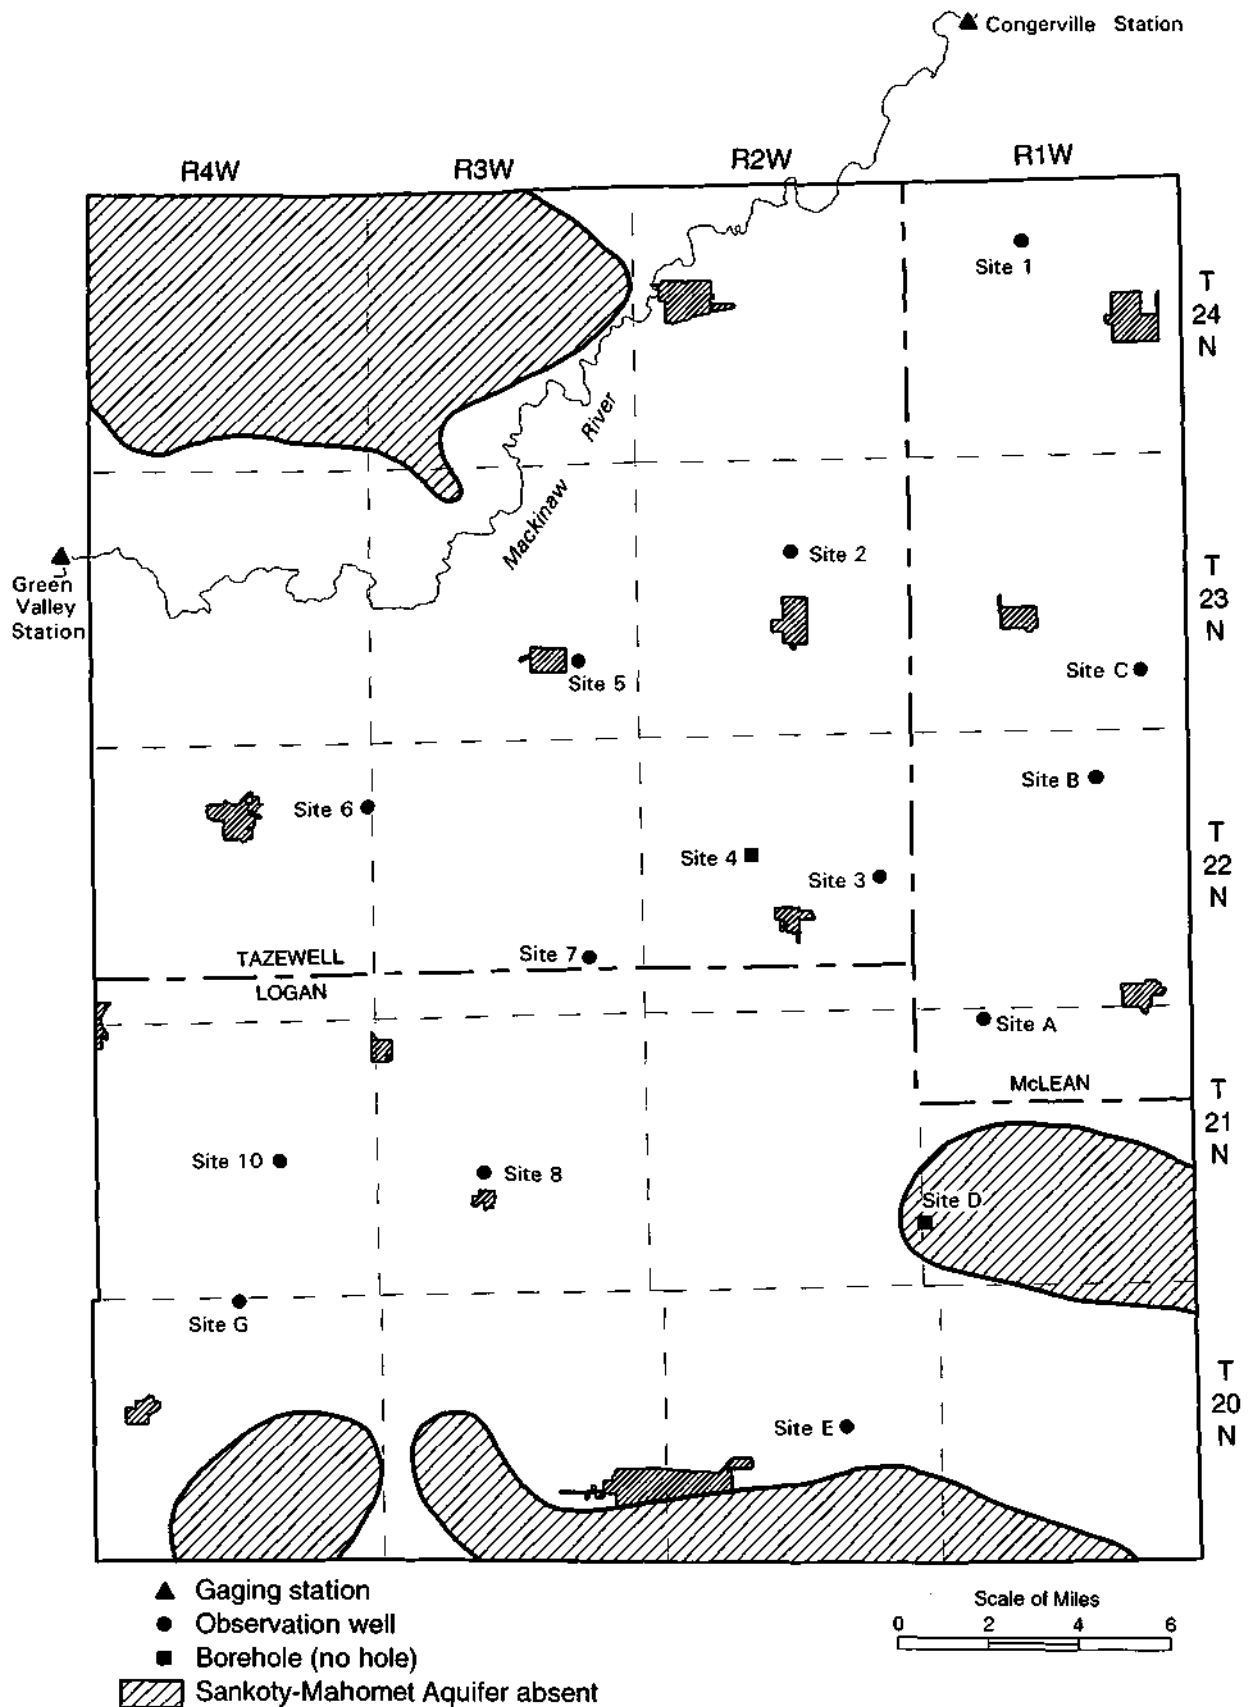 Congerville Station
R4W
R3W
R2W
R1W
Site 1
T
24
N
Mackinaw River
Green
Valley
Station
Site 2
T
23
N
Site 5
Site C
Site B
Site 6
Site 4
Site 3
T
22
N
TAZEWELL
Site 7
LOGAN
Site A
McLEAN
T
21
N
Site 10
Site 8
Site D
Site G
T
20
N
Site E
Gaging station
Observation well
Borehole (no hole)
Sankoty-Mahomet Aquifer absent
Scale of Miles
0 2 4 6